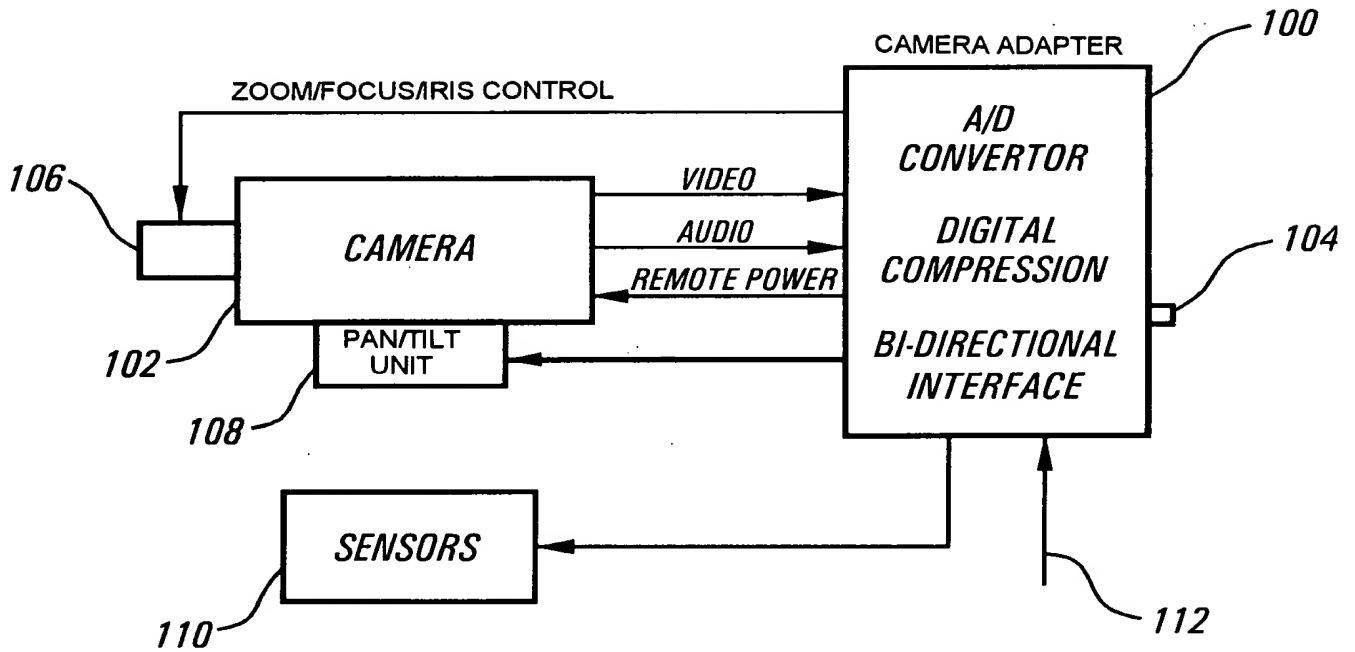 100
CAMERA ADAPTER
ZOOM/FOCUS/IRIS CONTROL
A/D
CONVERTOR
106
VIDEO
CAMERA
AUDIO
DIGITAL
COMPRESSION
104
REMOTE POWER
102
PAN/TILT
UNIT
BI-DIRECTIONAL
INTERFACE
108
SENSORS
110
112